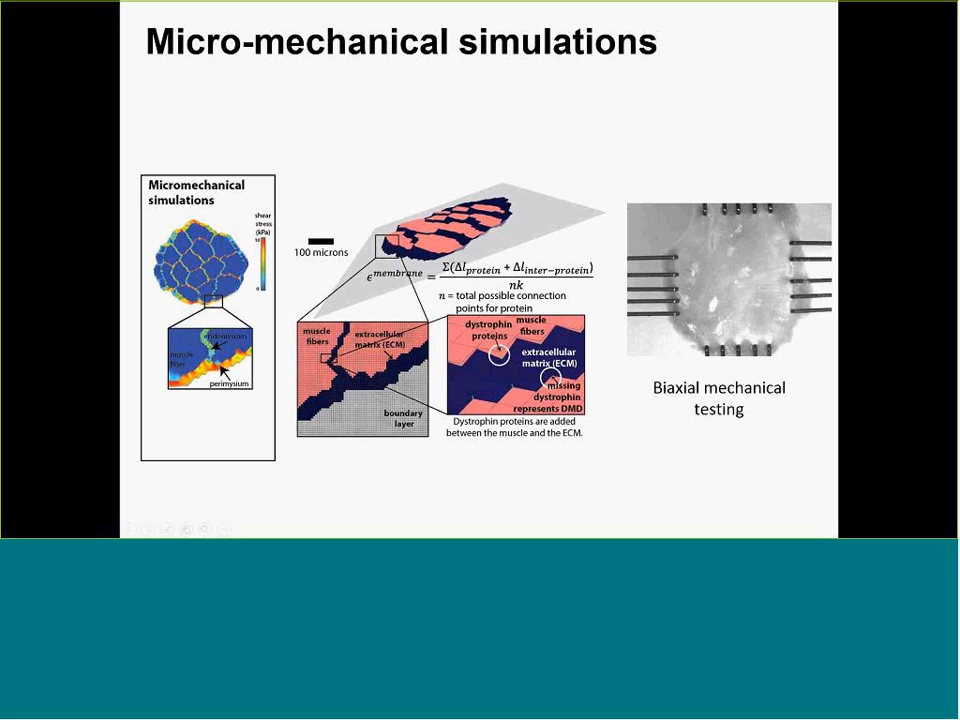 Micro-mechanical simulations
Micromechanical
simulations
shear
stress
(kPa)
10
0
endomysium
muscle
fiber
perimysium
100 microns
ϵ^membrane = Σ(Δl_protein + Δl_inter−protein) / nk
n = total possible connection
points for protein
muscle
fibers
extracellular
matrix (ECM)
boundary
layer
dystrophin
proteins
muscle
fibers
extracellular
matrix (ECM)
missing
dystrophin
represents DMD
Dystrophin proteins are added
between the muscle and the ECM.
Biaxial mechanical
testing